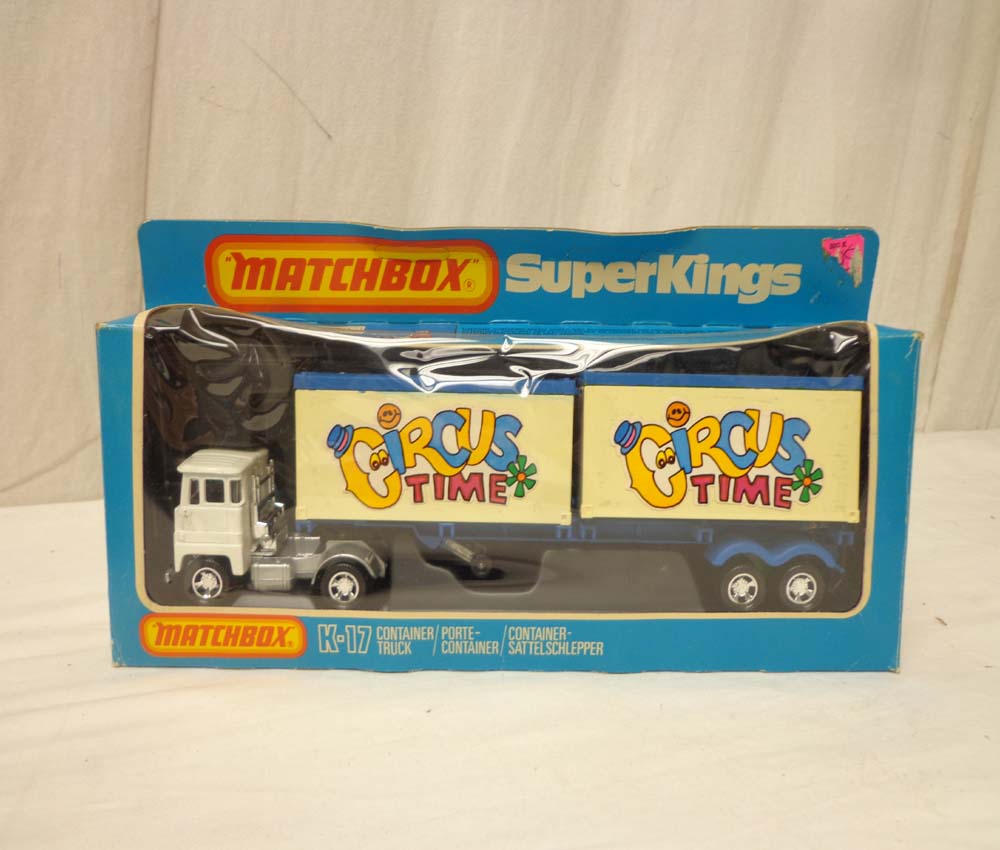 "MATCHBOX"® SuperKings
CIRCUS
TIME
CIRCUS
TIME
"MATCHBOX"® K-17 CONTAINER TRUCK / PORTE-CONTAINER / CONTAINER-SATTELSCHLEPPER